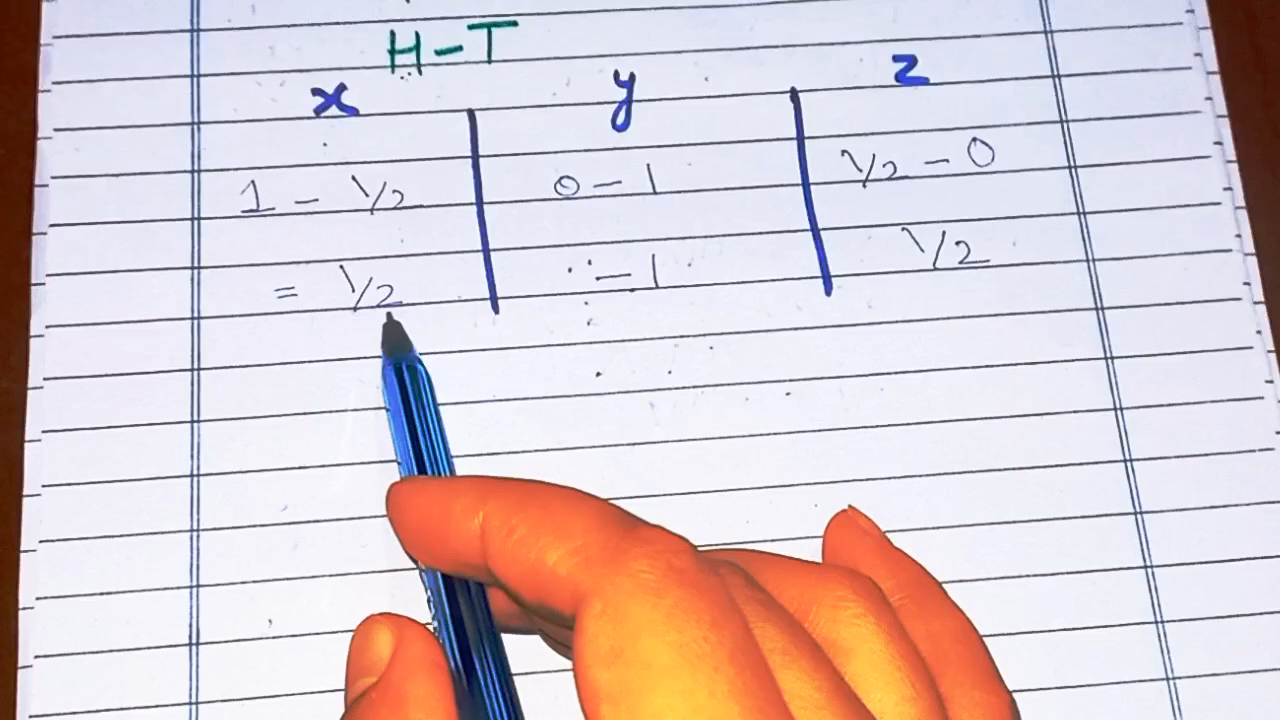 H-T
x y z
1 - 1/2 0 - 1 1/2 - 0
= 1/2 -1 1/2